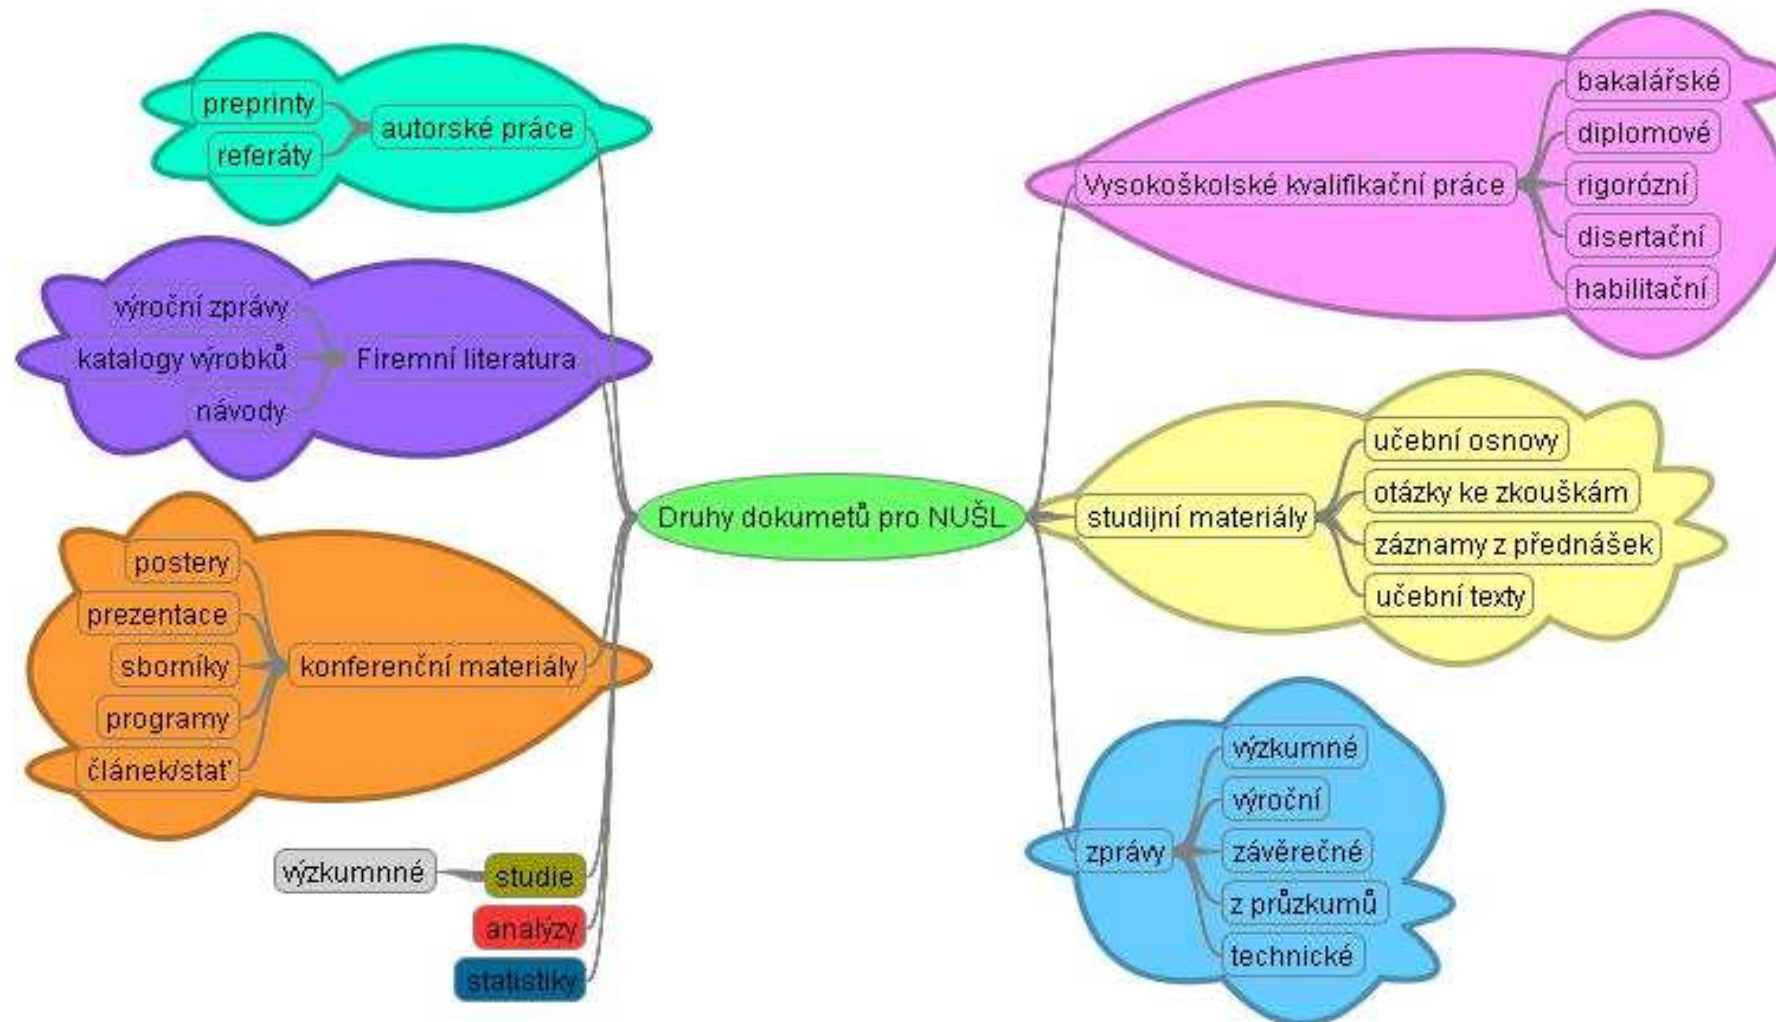 preprinty
referáty
autorské práce
výroční zprávy
katalogy výrobků
návody
Firemní literatura
postery
prezentace
sborníky
programy
článek/stať
konferenční materiály
výzkumnné
studie
analýzy
statistiky
Druhy dokumetů pro NUŠL
Vysokoškolské kvalifikační práce
bakalářské
diplomové
rigorózní
disertační
habilitační
studijní materiály
učební osnovy
otázky ke zkouškám
záznamy z přednášek
učební texty
zprávy
výzkumné
výroční
závěrečné
z průzkumů
technické